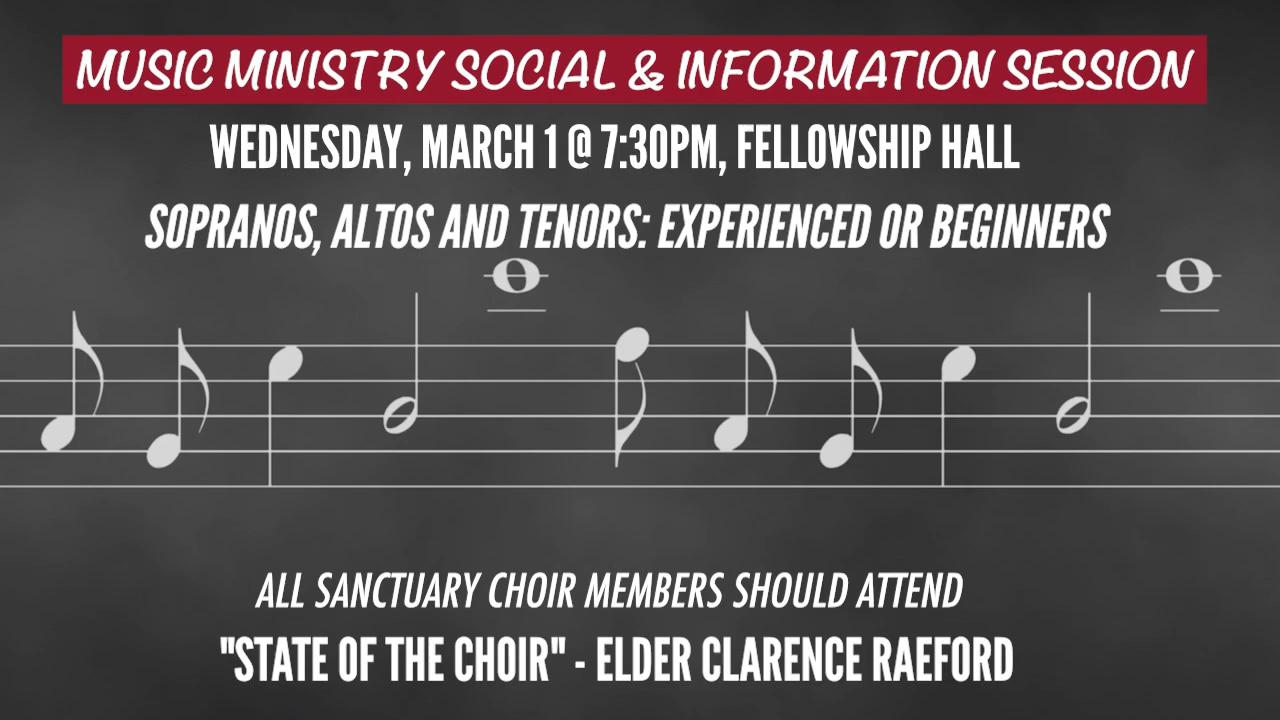 MUSIC MINISTRY SOCIAL & INFORMATION SESSION
WEDNESDAY, MARCH 1 @ 7:30PM, FELLOWSHIP HALL
SOPRANOS, ALTOS AND TENORS: EXPERIENCED OR BEGINNERS
ALL SANCTUARY CHOIR MEMBERS SHOULD ATTEND
"STATE OF THE CHOIR" - ELDER CLARENCE RAEFORD